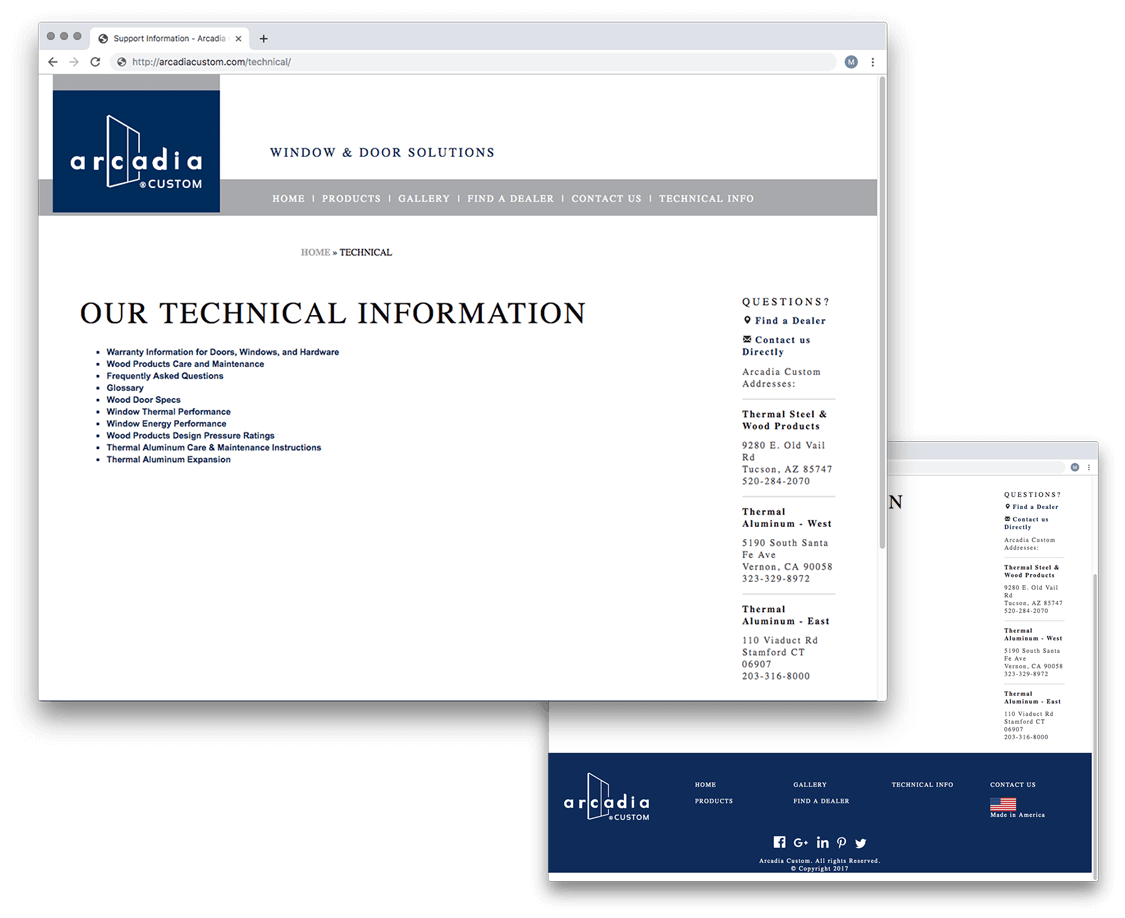 Support Information - Arcadia
M
http://arcadiacustom.com/technical/
arcadia
®CUSTOM
WINDOW & DOOR SOLUTIONS
HOME | PRODUCTS | GALLERY | FIND A DEALER | CONTACT US | TECHNICAL INFO
HOME » TECHNICAL
OUR TECHNICAL INFORMATION
• Warranty Information for Doors, Windows, and Hardware
• Wood Products Care and Maintenance
• Frequently Asked Questions
• Glossary
• Wood Door Specs
• Window Thermal Performance
• Window Energy Performance
• Wood Products Design Pressure Ratings
• Thermal Aluminum Care & Maintenance Instructions
• Thermal Aluminum Expansion
QUESTIONS?
Find a Dealer
Contact us
Directly
Arcadia Custom
Addresses:
Thermal Steel &
Wood Products
9280 E. Old Vail
Rd
Tucson, AZ 85747
520-284-2070
Thermal
Aluminum - West
5190 South Santa
Fe Ave
Vernon, CA 90058
323-329-8972
Thermal
Aluminum - East
110 Viaduct Rd
Stamford CT
06907
203-316-8000
M
N
QUESTIONS?
Find a Dealer
Contact us
Directly
Arcadia Custom
Addresses:
Thermal Steel &
Wood Products
9280 E. Old Vail
Rd
Tucson, AZ 85747
520-284-2070
Thermal
Aluminum - West
5190 South Santa
Fe Ave
Vernon, CA 90058
323-329-8972
Thermal
Aluminum - East
110 Viaduct Rd
Stamford CT
06907
203-316-8000
arcadia
®CUSTOM
HOME GALLERY TECHNICAL INFO CONTACT US
PRODUCTS FIND A DEALER
Made in America
G+ in
Arcadia Custom. All rights Reserved.
© Copyright 2017